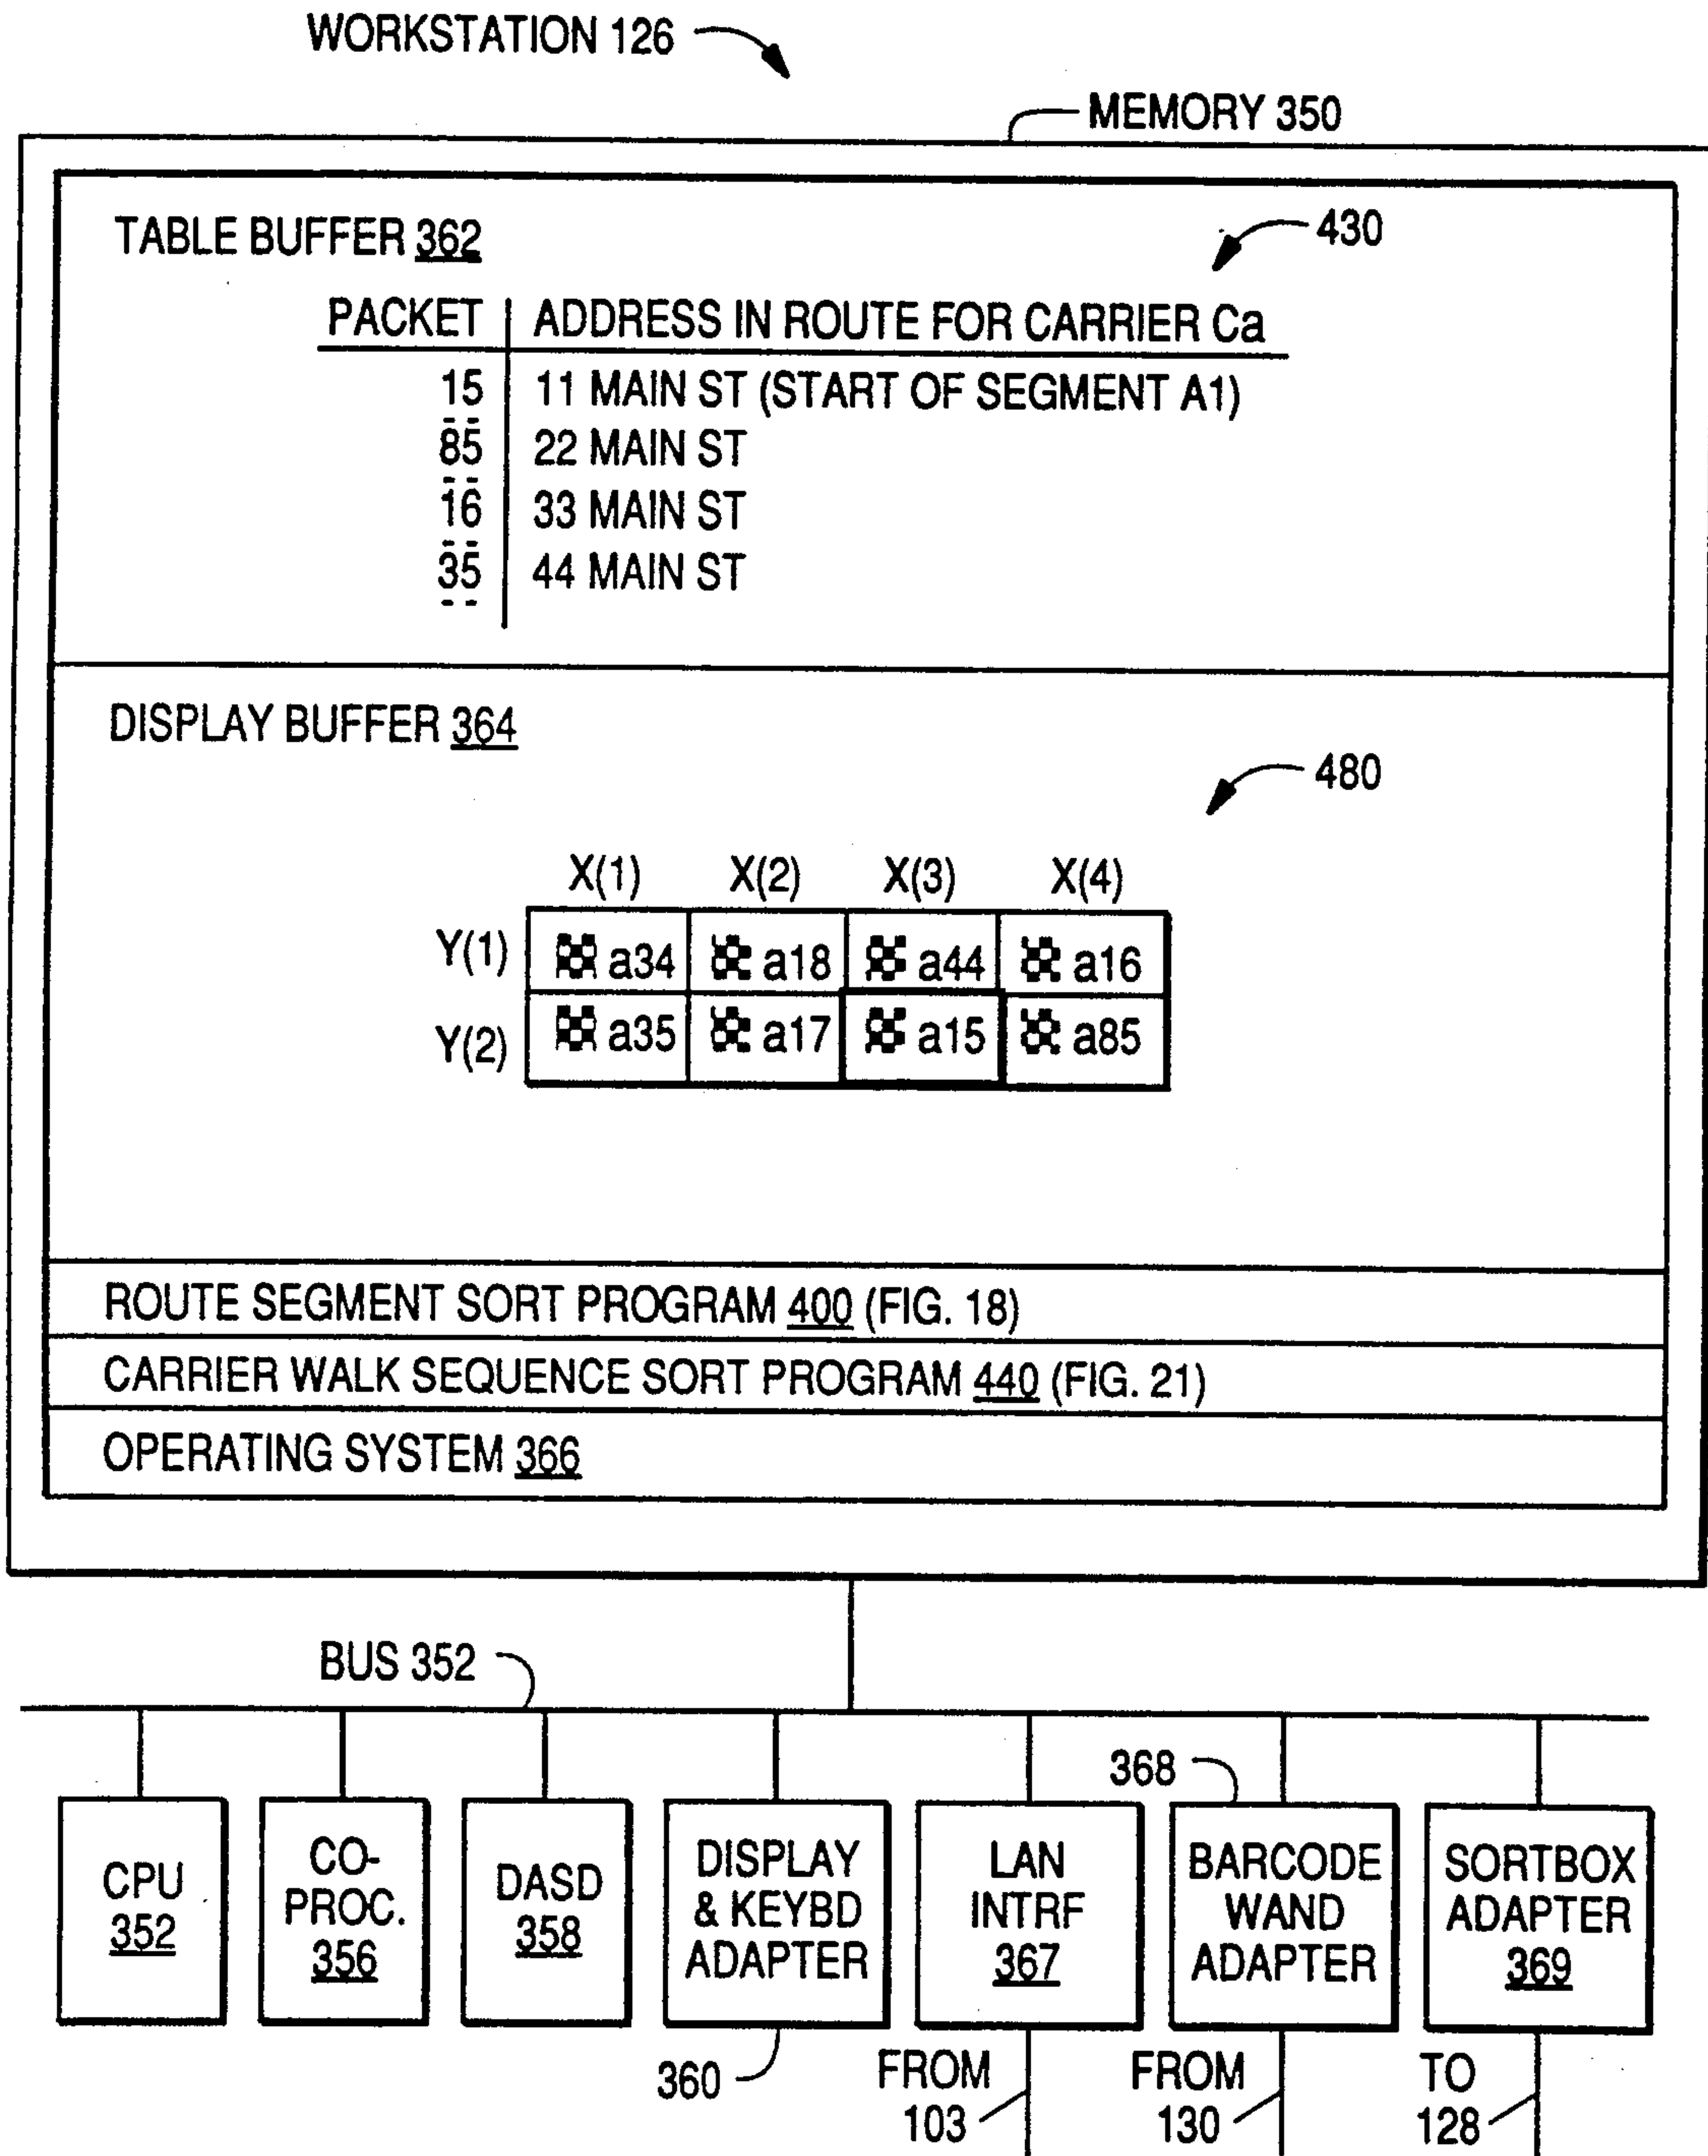 WORKSTATION 126
MEMORY 350
TABLE BUFFER 362
430
PACKET ADDRESS IN ROUTE FOR CARRIER Ca
15 11 MAIN ST (START OF SEGMENT A1)
--
85 22 MAIN ST
--
16 33 MAIN ST
--
35 44 MAIN ST
--
DISPLAY BUFFER 364
480
X(1) X(2) X(3) X(4)
Y(1) a34 a18 a44 a16
Y(2) a35 a17 a15 a85
ROUTE SEGMENT SORT PROGRAM 400 (FIG. 18)
CARRIER WALK SEQUENCE SORT PROGRAM 440 (FIG. 21)
OPERATING SYSTEM 366
BUS 352
368
CPU
352
CO-
PROC.
356
DASD
358
DISPLAY
& KEYBD
ADAPTER
LAN
INTRF
367
BARCODE
WAND
ADAPTER
SORTBOX
ADAPTER
369
360
FROM
103
FROM
130
TO
128